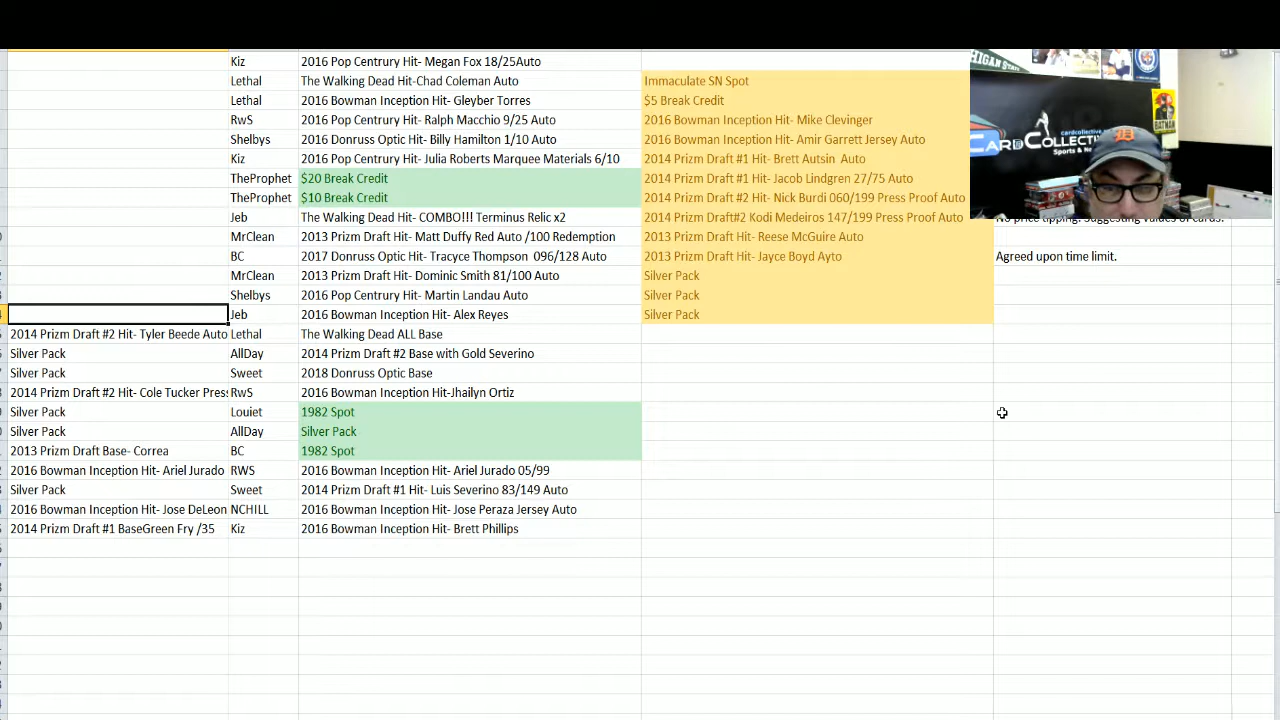 Kiz 2016 Pop Centrury Hit- Megan Fox 18/25Auto
Lethal The Walking Dead Hit-Chad Coleman Auto Immaculate SN Spot
Lethal 2016 Bowman Inception Hit- Gleyber Torres $5 Break Credit
RwS 2016 Pop Centrury Hit- Ralph Macchio 9/25 Auto 2016 Bowman Inception Hit- Mike Clevinger
Shelbys 2016 Donruss Optic Hit- Billy Hamilton 1/10 Auto 2016 Bowman Inception Hit- Amir Garrett Jersey Auto
Kiz 2016 Pop Centrury Hit- Julia Roberts Marquee Materials 6/10 2014 Prizm Draft #1 Hit- Brett Autsin Auto
TheProphet $20 Break Credit 2014 Prizm Draft #1 Hit- Jacob Lindgren 27/75 Auto
TheProphet $10 Break Credit 2014 Prizm Draft #2 Hit- Nick Burdi 060/199 Press Proof Auto
Jeb The Walking Dead Hit- COMBO!!! Terminus Relic x2 2014 Prizm Draft#2 Kodi Medeiros 147/199 Press Proof Auto No price tipping. Suggesting values of cards.
MrClean 2013 Prizm Draft Hit- Matt Duffy Red Auto /100 Redemption 2013 Prizm Draft Hit- Reese McGuire Auto
BC 2017 Donruss Optic Hit- Tracyce Thompson 096/128 Auto 2013 Prizm Draft Hit- Jayce Boyd Ayto Agreed upon time limit.
MrClean 2013 Prizm Draft Hit- Dominic Smith 81/100 Auto Silver Pack
Shelbys 2016 Pop Centrury Hit- Martin Landau Auto Silver Pack
Jeb 2016 Bowman Inception Hit- Alex Reyes Silver Pack
2014 Prizm Draft #2 Hit- Tyler Beede Auto Lethal The Walking Dead ALL Base
Silver Pack AllDay 2014 Prizm Draft #2 Base with Gold Severino
Silver Pack Sweet 2018 Donruss Optic Base
2014 Prizm Draft #2 Hit- Cole Tucker Press RwS 2016 Bowman Inception Hit-Jhailyn Ortiz
Silver Pack Louiet 1982 Spot
Silver Pack AllDay Silver Pack
2013 Prizm Draft Base- Correa BC 1982 Spot
2016 Bowman Inception Hit- Ariel Jurado RWS 2016 Bowman Inception Hit- Ariel Jurado 05/99
Silver Pack Sweet 2014 Prizm Draft #1 Hit- Luis Severino 83/149 Auto
2016 Bowman Inception Hit- Jose DeLeon NCHILL 2016 Bowman Inception Hit- Jose Peraza Jersey Auto
2014 Prizm Draft #1 BaseGreen Fry /35 Kiz 2016 Bowman Inception Hit- Brett Phillips
HIGAN STA
cardcollective
CARDCOLLECTI
Sports & Ne
BATMAN